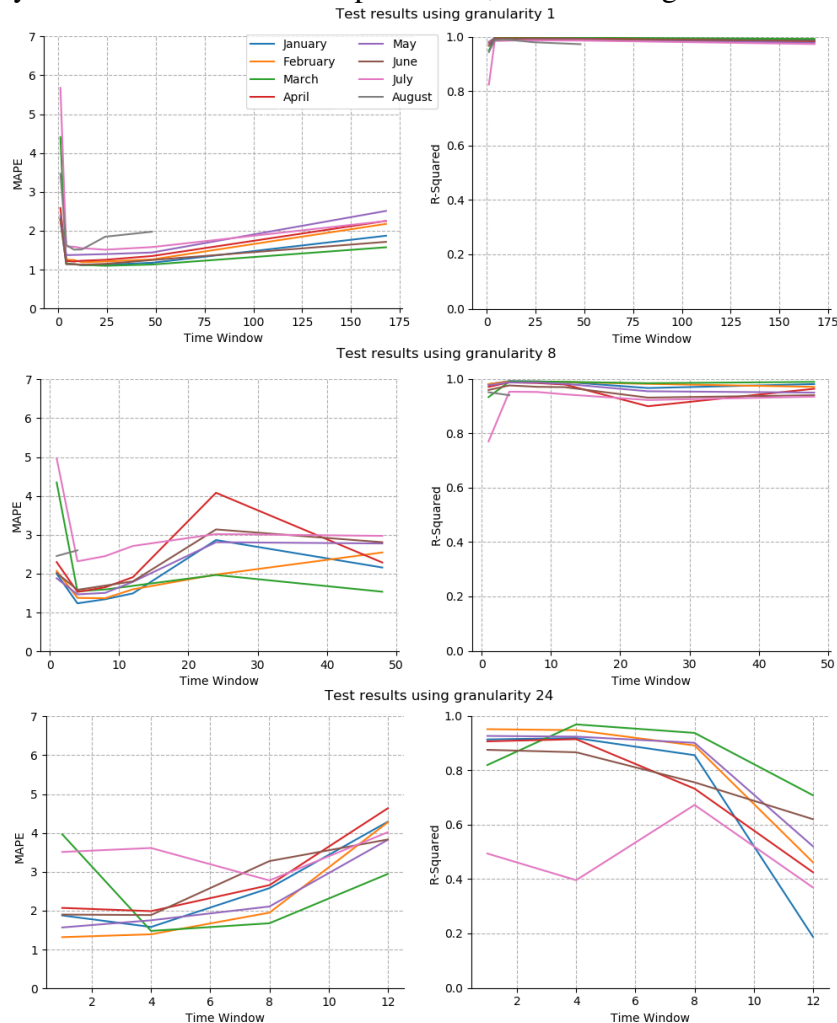 Test results using granularity 1
January
February
March
April
May
June
July
August
MAPE
7
6
5
4
3
2
1
0
0 25 50 75 100 125 150 175
Time Window
R-Squared
1.0
0.8
0.6
0.4
0.2
0.0
0 25 50 75 100 125 150 175
Time Window
Test results using granularity 8
MAPE
7
6
5
4
3
2
1
0
0 10 20 30 40 50
Time Window
R-Squared
1.0
0.8
0.6
0.4
0.2
0.0
0 10 20 30 40 50
Time Window
Test results using granularity 24
MAPE
7
6
5
4
3
2
1
0
2 4 6 8 10 12
Time Window
R-Squared
1.0
0.8
0.6
0.4
0.2
0.0
2 4 6 8 10 12
Time Window